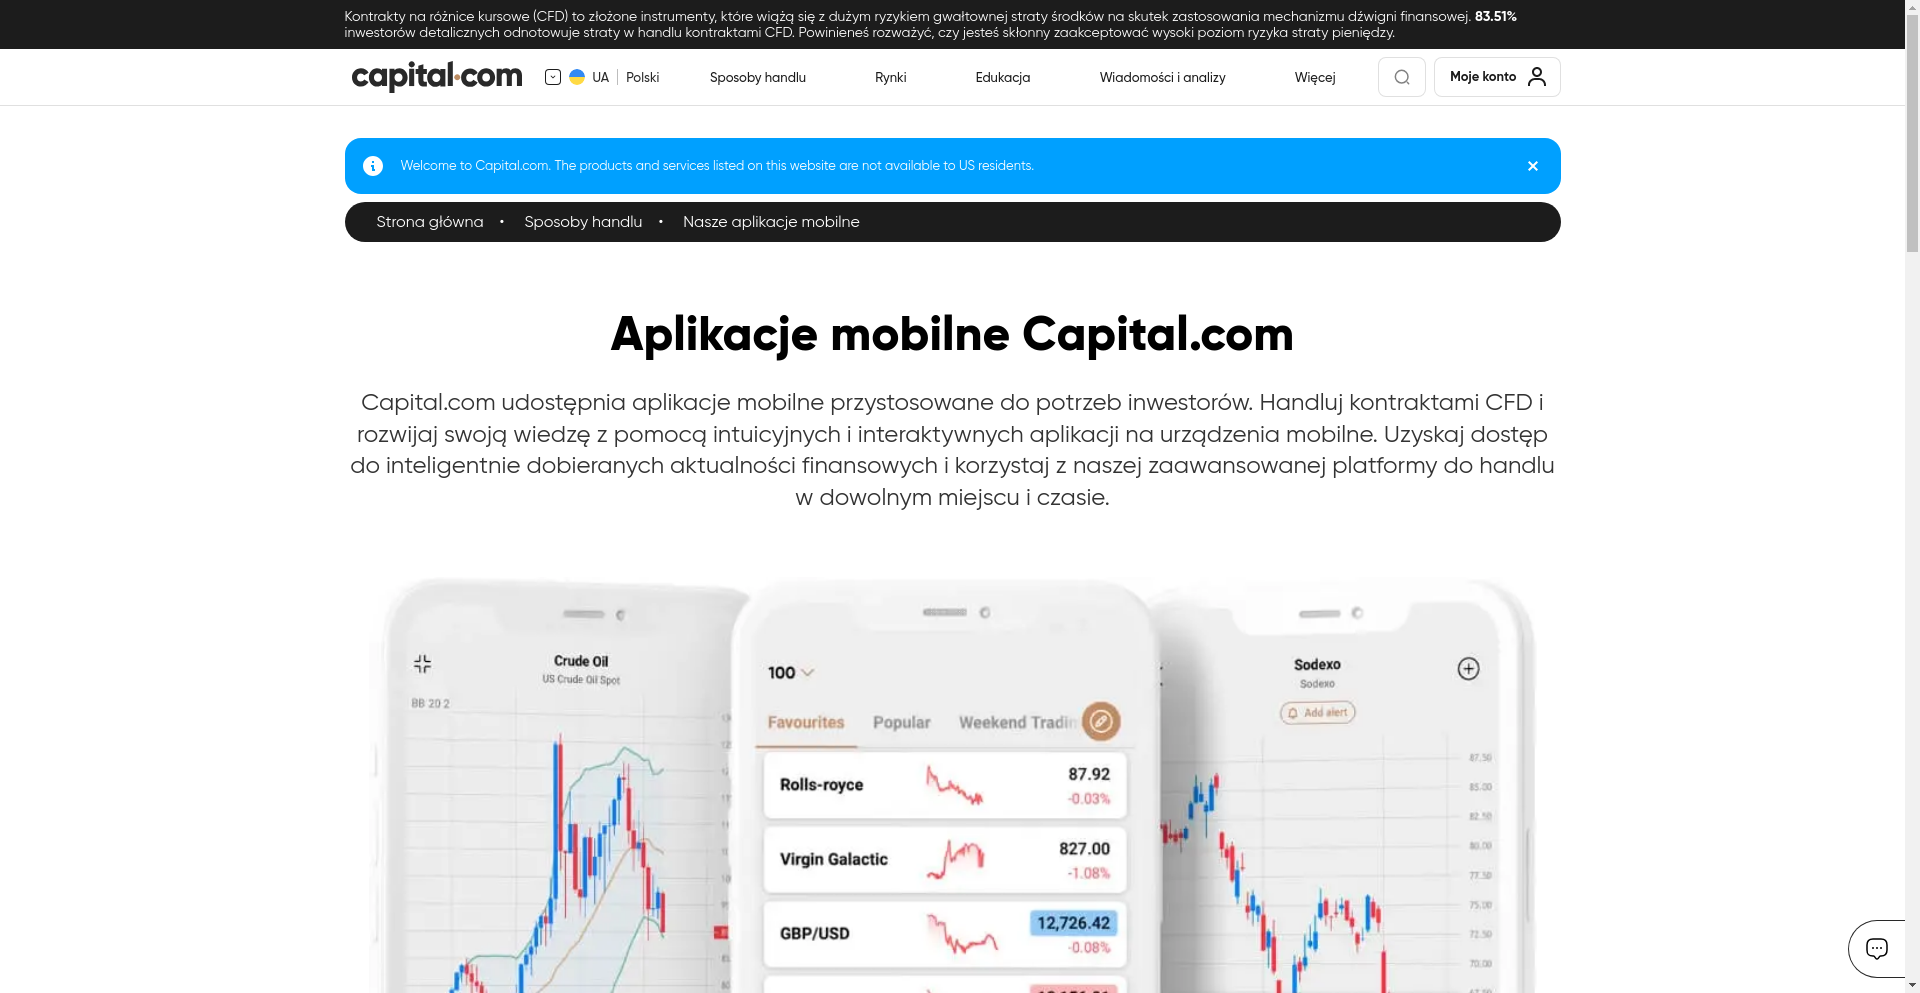 Kontrakty na różnice kursowe (CFD) to złożone instrumenty, które wiążą się z dużym ryzykiem gwałtownej straty środków na skutek zastosowania mechanizmu dźwigni finansowej. 83.51%
inwestorów detalicznych odnotowuje straty w handlu kontraktami CFD. Powinieneś rozważyć, czy jesteś skłonny zaakceptować wysoki poziom ryzyka straty pieniędzy.
capital.com
UA Polski
Sposoby handlu
Rynki
Edukacja
Wiadomości i analizy
Więcej
Moje konto
Welcome to Capital.com. The products and services listed on this website are not available to US residents.
Strona główna • Sposoby handlu • Nasze aplikacje mobilne
Aplikacje mobilne Capital.com
Capital.com udostępnia aplikacje mobilne przystosowane do potrzeb inwestorów. Handluj kontraktami CFD i
rozwijaj swoją wiedzę z pomocą intuicyjnych i interaktywnych aplikacji na urządzenia mobilne. Uzyskaj dostęp
do inteligentnie dobieranych aktualności finansowych i korzystaj z naszej zaawansowanej platformy do handlu
w dowolnym miejscu i czasie.
Crude Oil
US Crude Oil Spot
BB 20 2
100
Favourites Popular Weekend Tradin
Rolls-royce
87.92
-0.03%
Virgin Galactic
827.00
-1.08%
GBP/USD
12,726.42
-0.08%
Sodexo
Sodexo
Add alert
87.50
85.00
82.50
80.00
77.50
75.00
72.50
70.00